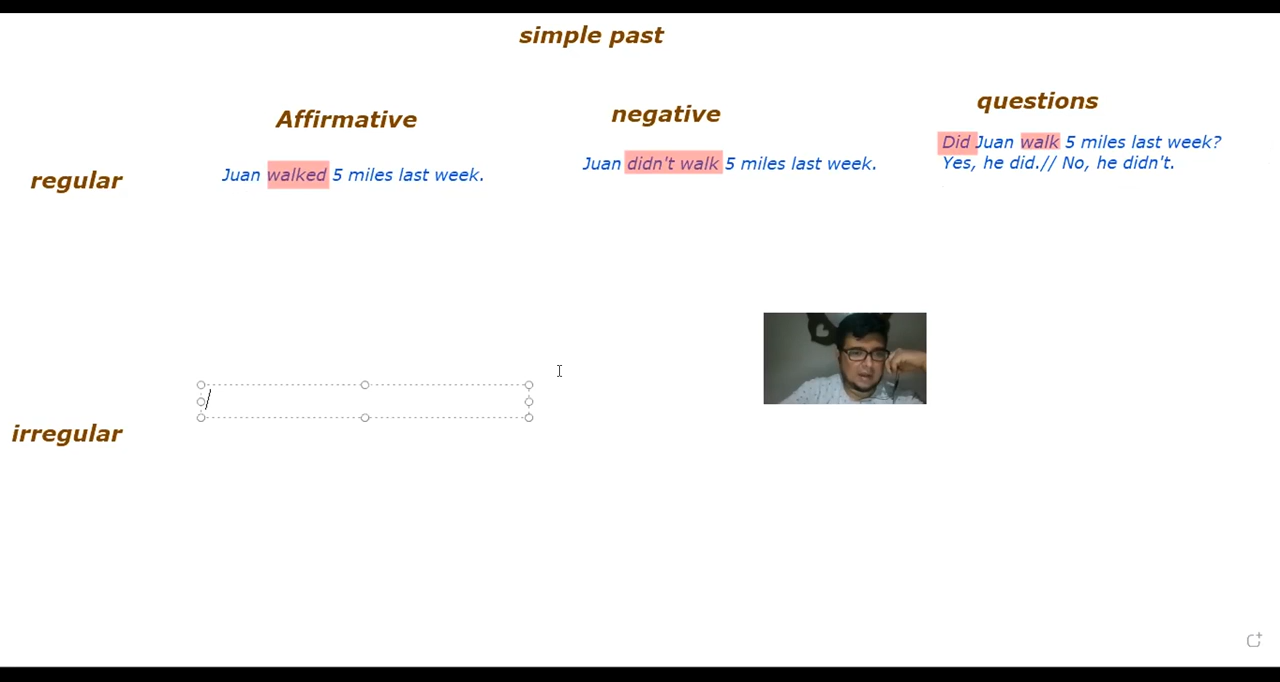 simple past
Affirmative
negative
questions
regular
Juan walked 5 miles last week.
Juan didn't walk 5 miles last week.
Did Juan walk 5 miles last week?
Yes, he did.// No, he didn't.
irregular